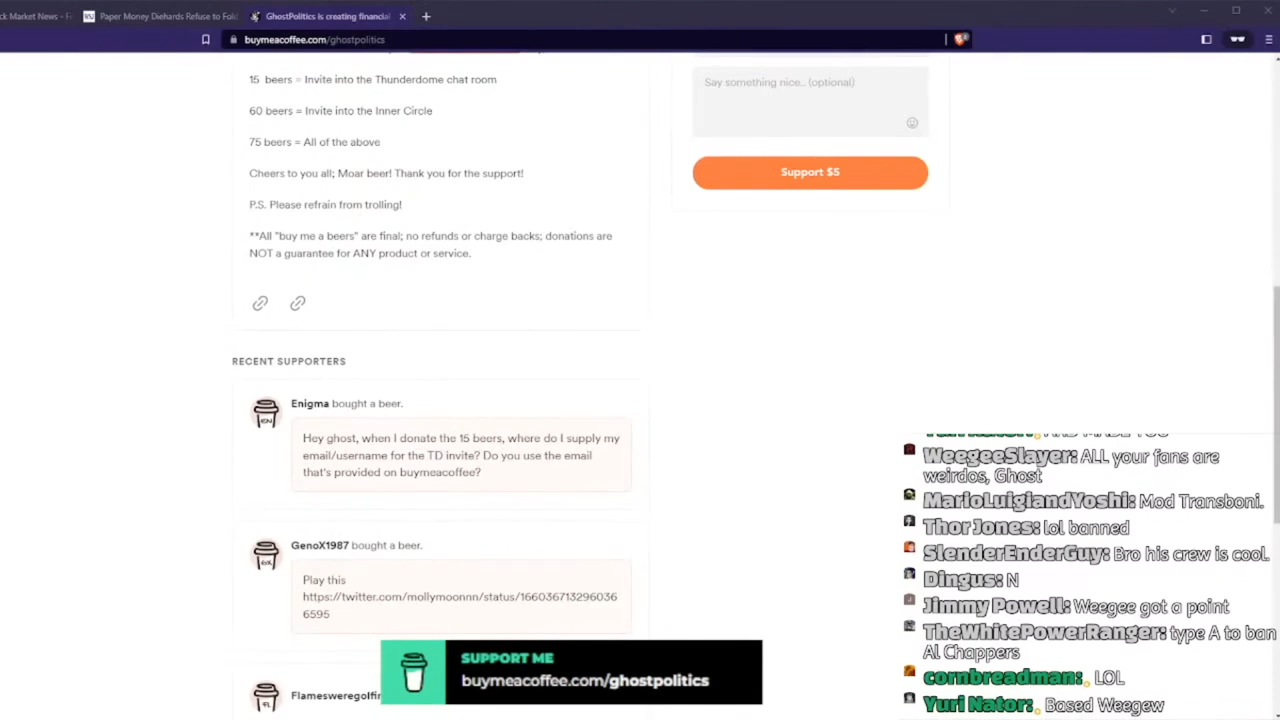 ck Market News - F
Paper Money Diehards Refuse to Fold
GhostPolitics is creating financial
buymeacoffee.com/ghostpolitics
15 beers = Invite into the Thunderdome chat room
60 beers = Invite into the Inner Circle
75 beers = All of the above
Cheers to you all; Moar beer! Thank you for the support!
P.S. Please refrain from trolling!
**All "buy me a beers" are final; no refunds or charge backs; donations are
NOT a guarantee for ANY product or service.
Say something nice.. (optional)
Support $5
RECENT SUPPORTERS
Enigma bought a beer.
Hey ghost, when I donate the 15 beers, where do I supply my
email/username for the TD invite? Do you use the email
that's provided on buymeacoffee?
GenoX1987 bought a beer.
Play this
https://twitter.com/mollymoonnn/status/166036713296036
6595
Flamesweregolfin
SUPPORT ME
buymeacoffee.com/ghostpolitics
WeegeeSlayer: ALL your fans are
weirdos, Ghost
MarioLuigiandYoshi: Mod Transboni.
Thor Jones: lol banned
SlenderEnderGuy: Bro his crew is cool.
Dingus: N
Jimmy Powell: Weegee got a point
TheWhitePowerRanger: type A to ban
Al Chappers
cornbreadman: LOL
Yuri Nator: Based Weegew